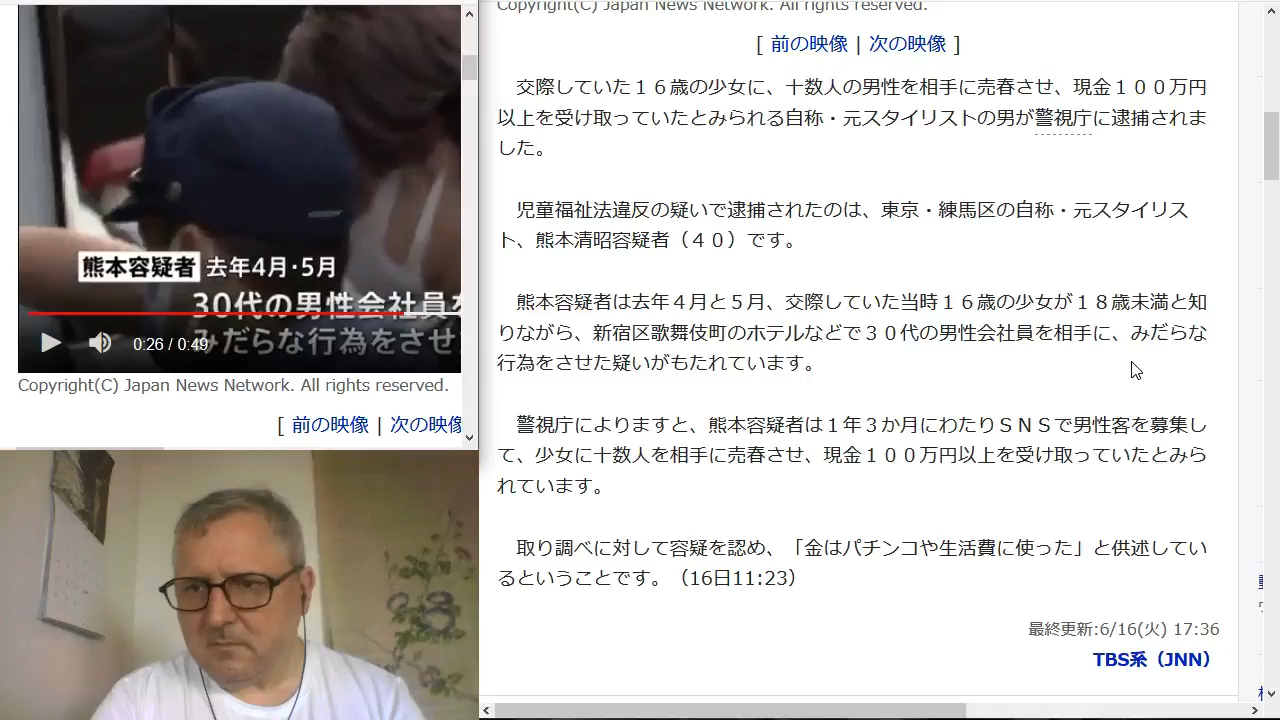 熊本容疑者 去年4月・5月
30代の男性会社員を
みだらな行為をさせ
0:26 / 0:49
Copyright(C) Japan News Network. All rights reserved.
[ 前の映像 | 次の映像
Copyright(C) Japan News Network. All rights reserved.
[ 前の映像 | 次の映像 ]
交際していた１６歳の少女に、十数人の男性を相手に売春させ、現金１００万円
以上を受け取っていたとみられる自称・元スタイリストの男が警視庁に逮捕されま
した。
児童福祉法違反の疑いで逮捕されたのは、東京・練馬区の自称・元スタイリス
ト、熊本清昭容疑者（４０）です。
熊本容疑者は去年４月と５月、交際していた当時１６歳の少女が１８歳未満と知
りながら、新宿区歌舞伎町のホテルなどで３０代の男性会社員を相手に、みだらな
行為をさせた疑いがもたれています。
警視庁によりますと、熊本容疑者は１年３か月にわたりＳＮＳで男性客を募集し
て、少女に十数人を相手に売春させ、現金１００万円以上を受け取っていたとみら
れています。
取り調べに対して容疑を認め、「金はパチンコや生活費に使った」と供述してい
るということです。（16日11:23）
最終更新:6/16(火) 17:36
TBS系（JNN）